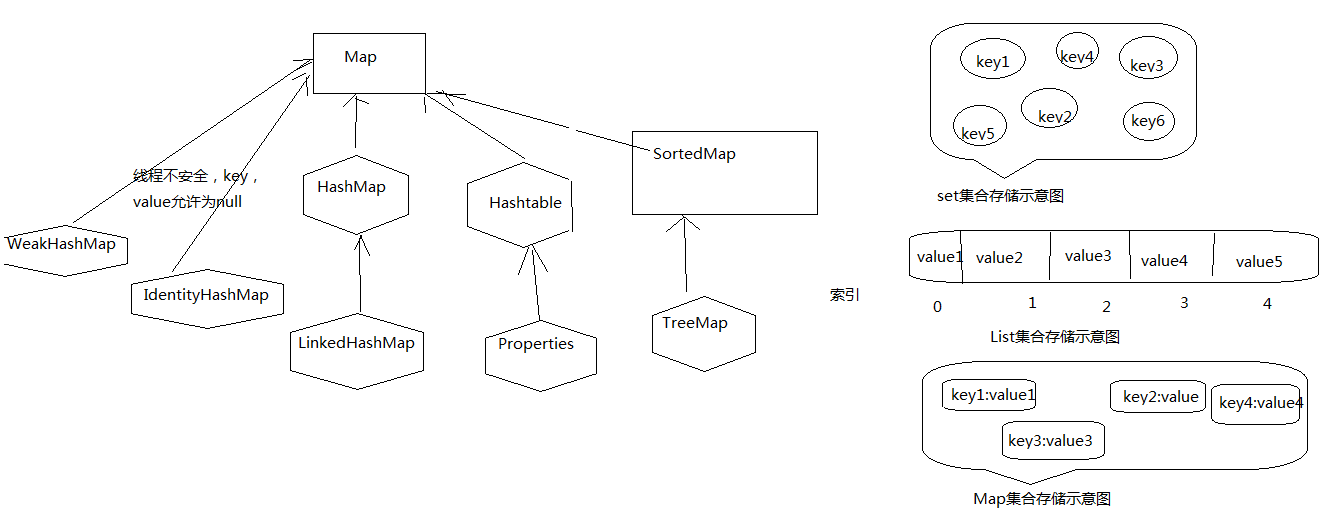 Map
SortedMap
线程不安全，key，
value允许为null
HashMap
Hashtable
WeakHashMap
IdentityHashMap
LinkedHashMap
Properties
TreeMap
key1
key4
key3
key5
key2
key6
set集合存储示意图
value1
value2
value3
value4
value5
索引
0
1
2
3
4
List集合存储示意图
key1:value1
key2:value
key4:value4
key3:value3
Map集合存储示意图